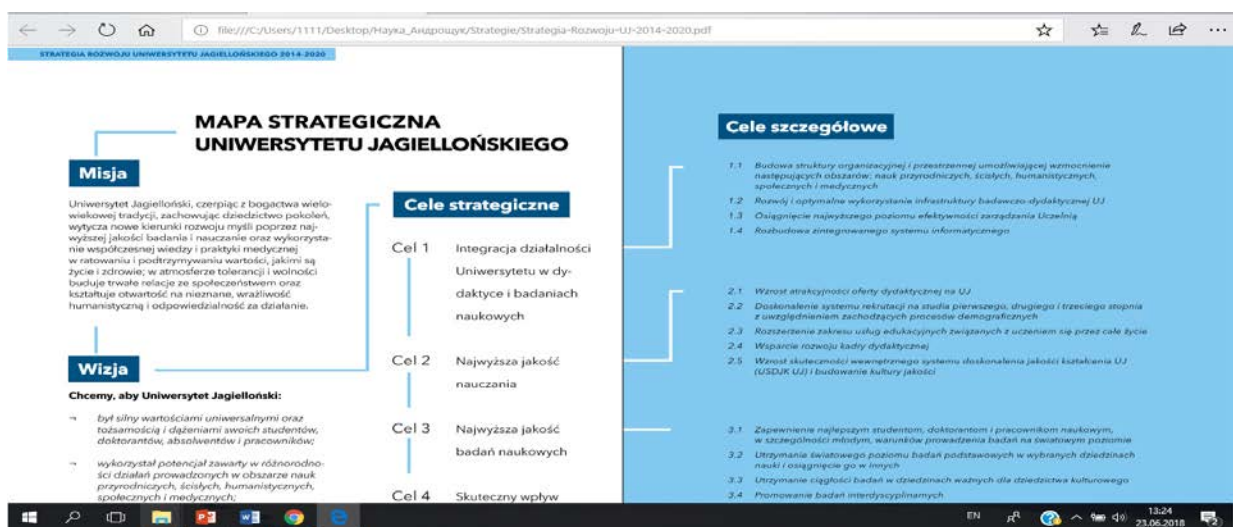 file:///C:/Users/1111/Desktop/Наука_Андрощук/Strategie/Strategia-Rozwoju-UJ-2014-2020.pdf
STRATEGIA ROZWOJU UNIWERSYTETU JAGIELLOŃSKIEGO 2014-2020
MAPA STRATEGICZNA
UNIWERSYTETU JAGIELLOŃSKIEGO
Misja
Uniwersytet Jagielloński, czerpiąc z bogactwa wielo-
wiekowej tradycji, zachowując dziedzictwo pokoleń,
wytycza nowe kierunki rozwoju myśli poprzez naj-
wyższej jakości badania i nauczanie oraz wykorzysta-
nie współczesnej wiedzy i praktyki medycznej
w ratowaniu i podtrzymywaniu wartości, jakimi są
życie i zdrowie; w atmosferze tolerancji i wolności
buduje trwałe relacje ze społeczeństwem oraz
kształtuje otwartość na nieznane, wrażliwość
humanistyczną i odpowiedzialność za działanie.
Wizja
Chcemy, aby Uniwersytet Jagielloński:
¬ był silny wartościami uniwersalnymi oraz
tożsamością i dążeniami swoich studentów,
doktorantów, absolwentów i pracowników;
¬ wykorzystał potencjał zawarty w różnorodno-
ści działań prowadzonych w obszarze nauk
przyrodniczych, ścisłych, humanistycznych,
społecznych i medycznych;
Cele strategiczne
Cel 1 Integracja działalności
Uniwersytetu w dy-
daktyce i badaniach
naukowych
Cel 2 Najwyższa jakość
nauczania
Cel 3 Najwyższa jakość
badań naukowych
Cel 4 Skuteczny wpływ
Cele szczegółowe
1.1 Budowa struktury organizacyjnej i przestrzennej umożliwiającej wzmocnienie
następujących obszarów: nauk przyrodniczych, ścisłych, humanistycznych,
społecznych i medycznych
1.2 Rozwój i optymalne wykorzystanie infrastruktury badawczo-dydaktycznej UJ
1.3 Osiągnięcie najwyższego poziomu efektywności zarządzania Uczelnią
1.4 Rozbudowa zintegrowanego systemu informatycznego
2.1 Wzrost atrakcyjności oferty dydaktycznej na UJ
2.2 Doskonalenie systemu rekrutacji na studia pierwszego, drugiego i trzeciego stopnia
z uwzględnieniem zachodzących procesów demograficznych
2.3 Rozszerzenie zakresu usług edukacyjnych związanych z uczeniem się przez całe życie
2.4 Wsparcie rozwoju kadry dydaktycznej
2.5 Wzrost skuteczności wewnętrznego systemu doskonalenia jakości kształcenia UJ
(USDJK UJ) i budowanie kultury jakości
3.1 Zapewnienie najlepszym studentom, doktorantom i pracownikom naukowym,
w szczególności młodym, warunków prowadzenia badań na światowym poziomie
3.2 Utrzymanie światowego poziomu badań podstawowych w wybranych dziedzinach
nauki i osiągnięcie go w innych
3.3 Utrzymanie ciągłości badań w dziedzinach ważnych dla dziedzictwa kulturowego
3.4 Promowanie badań interdyscyplinarnych
EN
13:24
23.06.2018